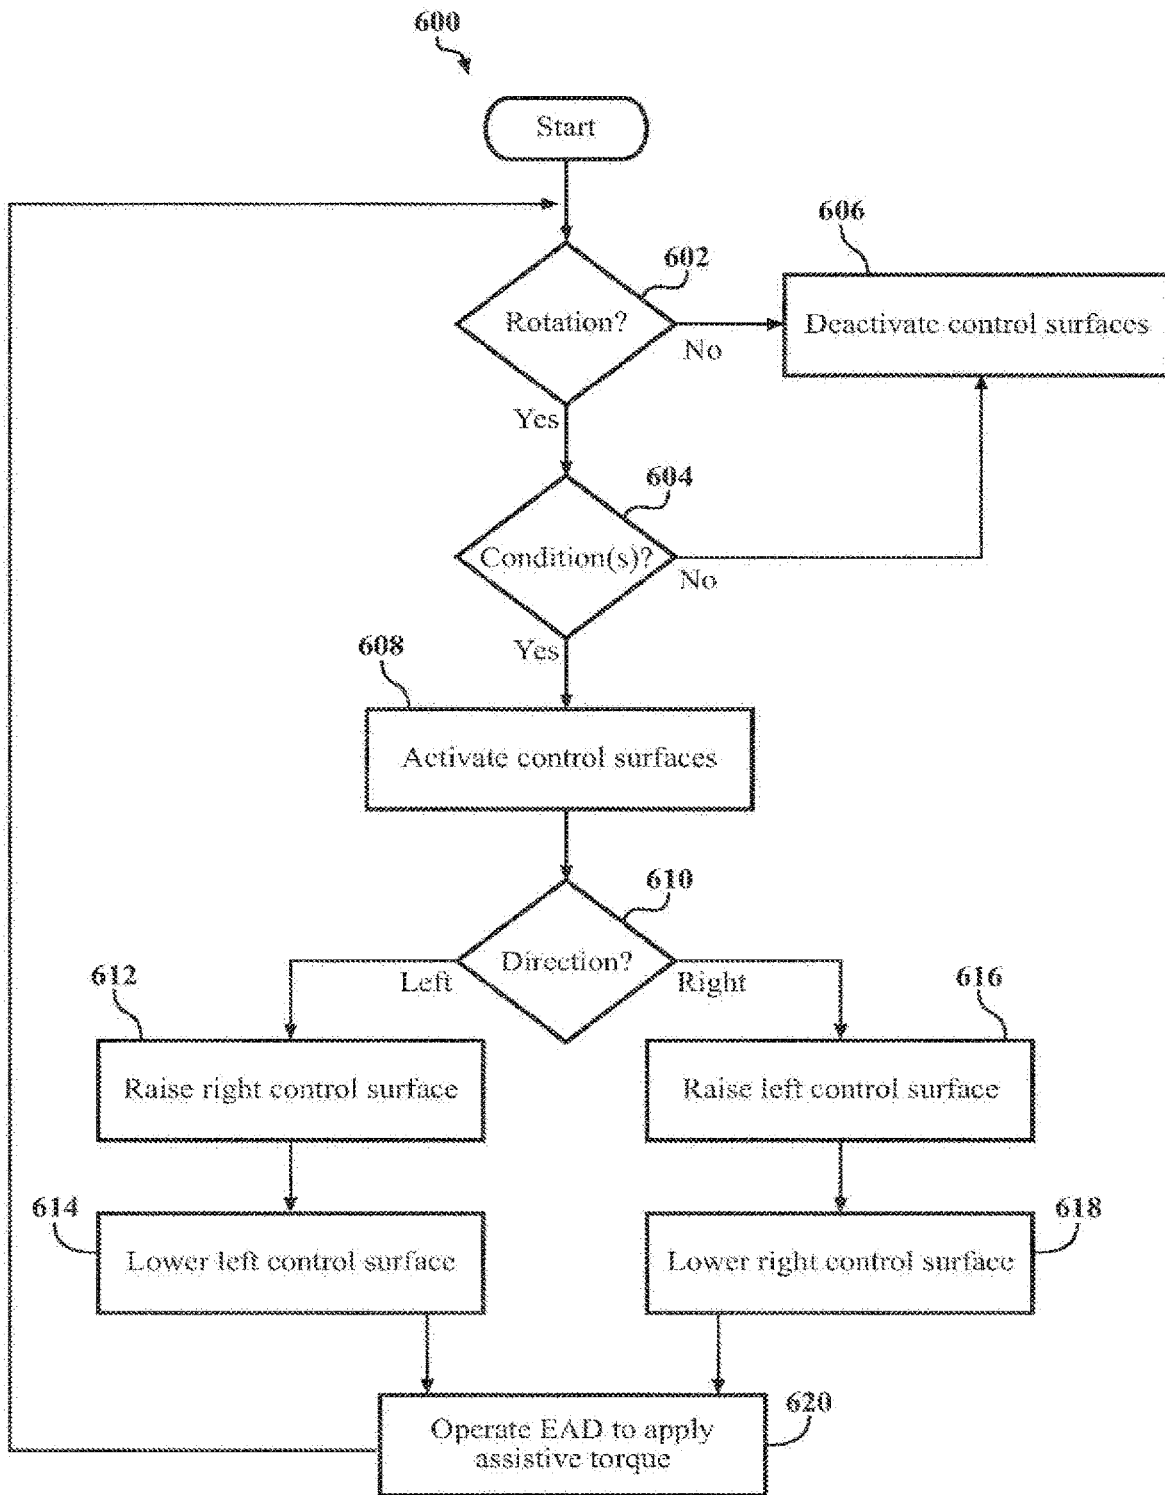 600
Start
606
602
Rotation?
Deactivate control surfaces
No
Yes
604
Condition(s)?
No
Yes
608
Activate control surfaces
610
Direction?
Left
Right
612
616
Raise right control surface
Raise left control surface
614
618
Lower left control surface
Lower right control surface
620
Operate EAD to apply
assistive torque